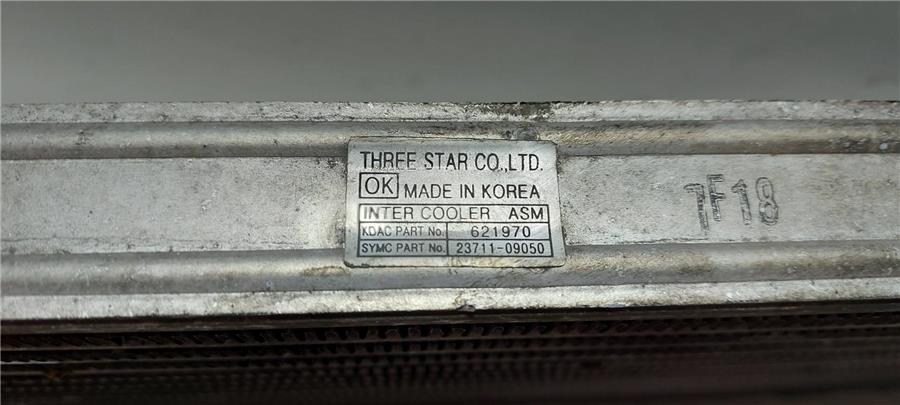 THREE STAR CO.,LTD.
OK MADE IN KOREA
INTER COOLER ASM
KDAC PART No. 621970
SYMC PART No. 23711-09050
1F18